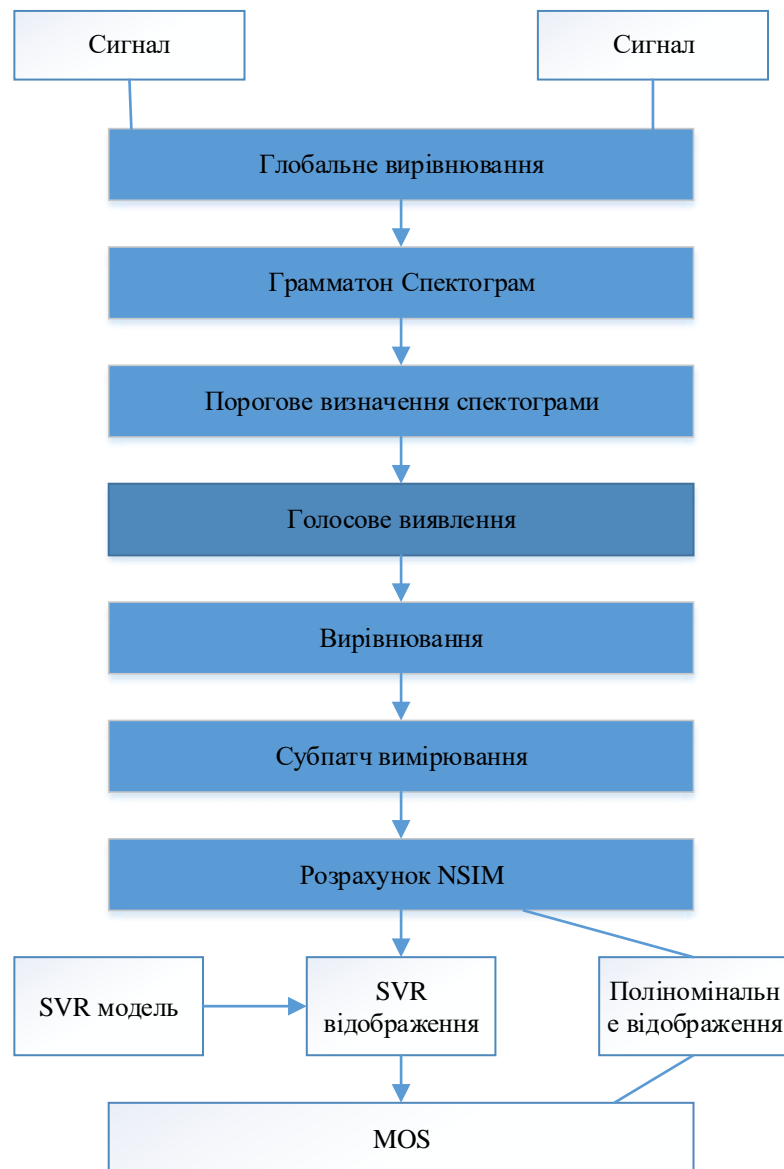 Сигнал
Сигнал
Глобальне вирівнювання
Грамматон Спектограм
Порогове визначення спектограми
Голосове виявлення
Вирівнювання
Субпатч вимірювання
Розрахунок NSIM
SVR модель
SVR
відображення
Поліномінальн
е відображення
MOS